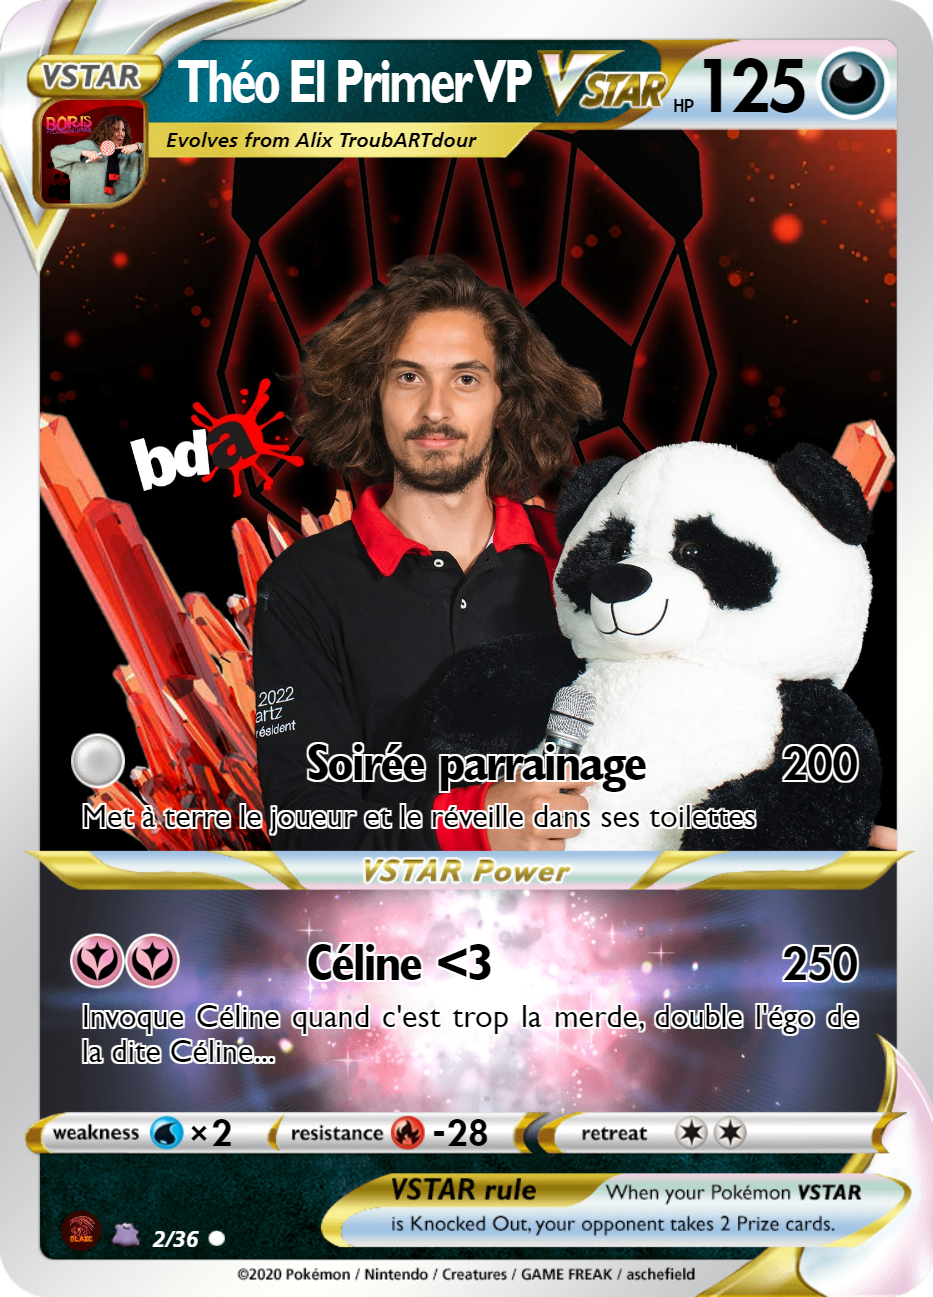 VSTAR
Théo El Primer VP VSTAR HP 125
BORIS
Evolves from Alix TroubARTdour
bda
2022
artz
résident
Soirée parrainage 200
Met à terre le joueur et le réveille dans ses toilettes
VSTAR Power
Céline <3 250
Invoque Céline quand c'est trop la merde, double l'égo de
la dite Céline...
weakness ×2 resistance -28 retreat
VSTAR rule When your Pokémon VSTAR
is Knocked Out, your opponent takes 2 Prize cards.
BLAZE 2/36
©2020 Pokémon / Nintendo / Creatures / GAME FREAK / aschefield